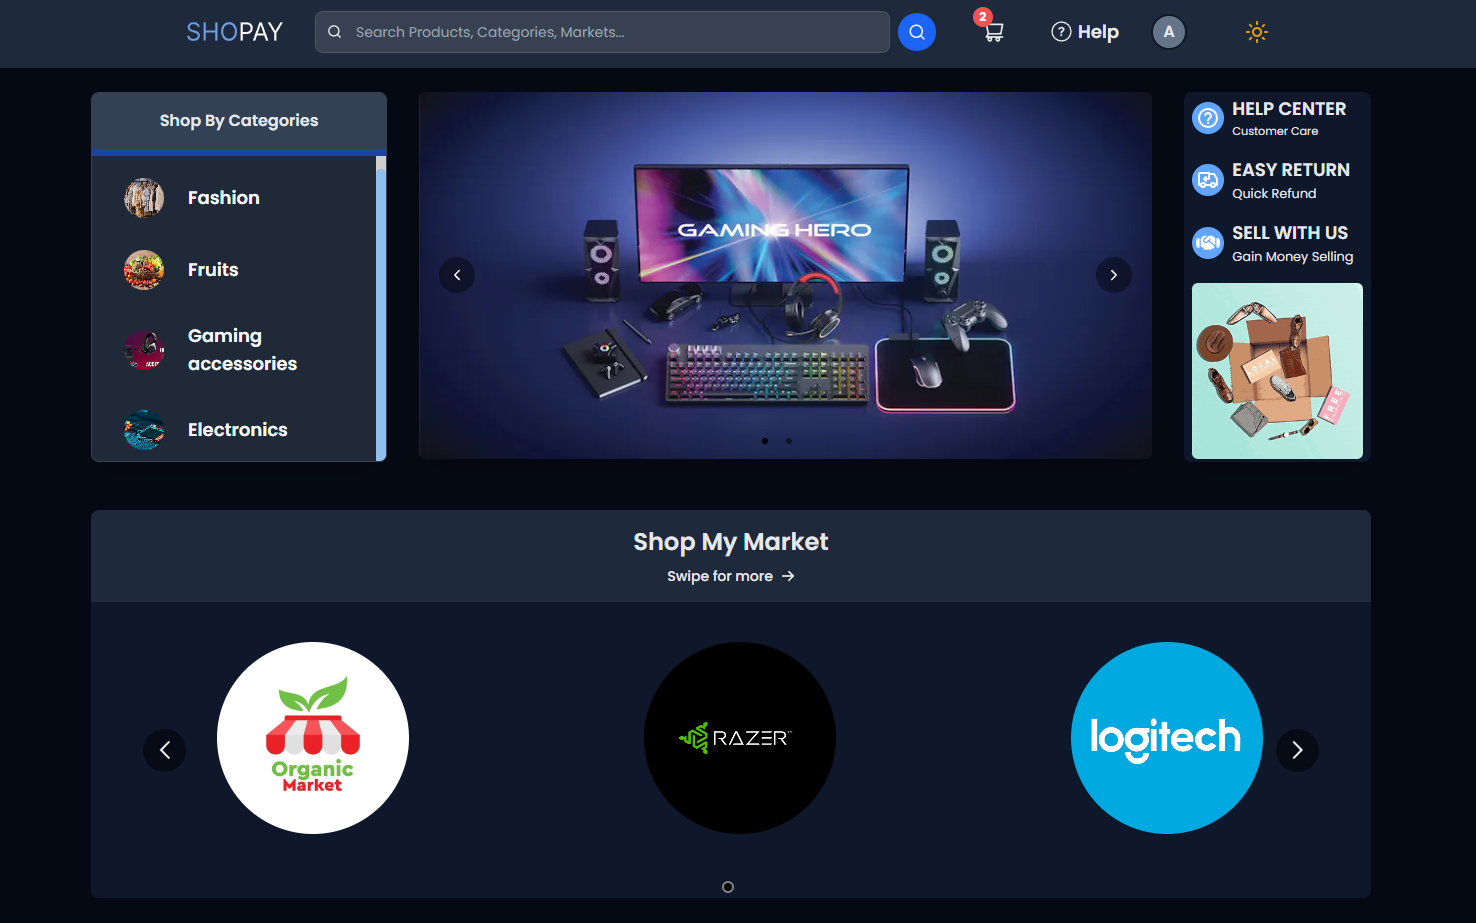 SHOPAY
Search Products, Categories, Markets...
2
Help
A
Shop By Categories
Fashion
Fruits
Gaming
accessories
Electronics
GAMING HERO
HELP CENTER
Customer Care
EASY RETURN
Quick Refund
SELL WITH US
Gain Money Selling
LOCAL
FREE
Shop My Market
Swipe for more
Organic
Market
RAZER
logitech